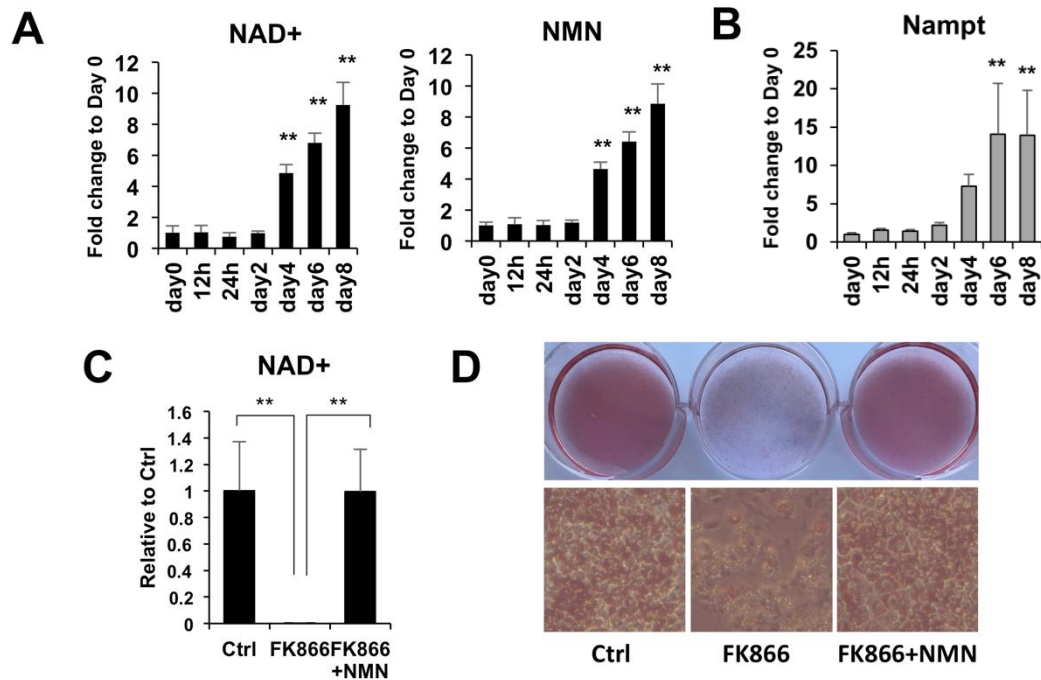 A
NAD+
Fold change to Day 0
12
10
8
6
4
2
0
**
**
**
day0
12h
24h
day2
day4
day6
day8
NMN
Fold change to Day 0
12
10
8
6
4
2
0
**
**
**
day0
12h
24h
day2
day4
day6
day8
B
Nampt
Fold change to Day 0
25
20
15
10
5
0
**
**
day0
12h
24h
day2
day4
day6
day8
C
NAD+
Relative to Ctrl
1.6
1.4
1.2
1
0.8
0.6
0.4
0.2
0
**
**
Ctrl
FK866
FK866
+NMN
D
Ctrl
FK866
FK866+NMN